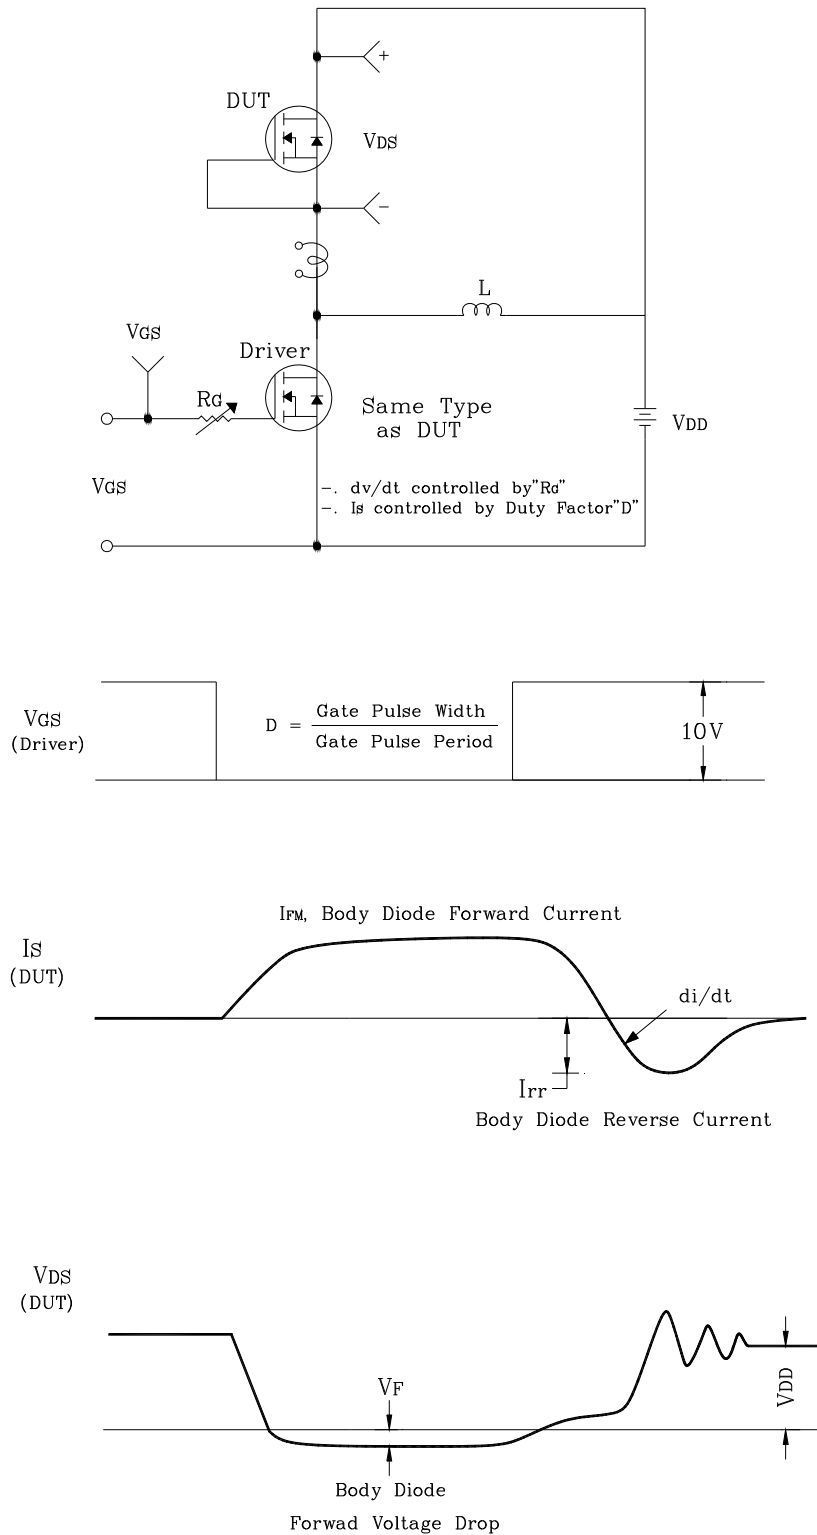 +
DUT
VDS
−
L
VGS
Driver
RG
Same Type
as DUT
VDD
VGS
−. dv/dt controlled by"RG"
−. Is controlled by Duty Factor"D"
VGS
(Driver)
D = Gate Pulse Width
Gate Pulse Period
10V
IFM, Body Diode Forward Current
IS
(DUT)
di/dt
Irr
Body Diode Reverse Current
VDS
(DUT)
VF
VDD
Body Diode
Forwad Voltage Drop